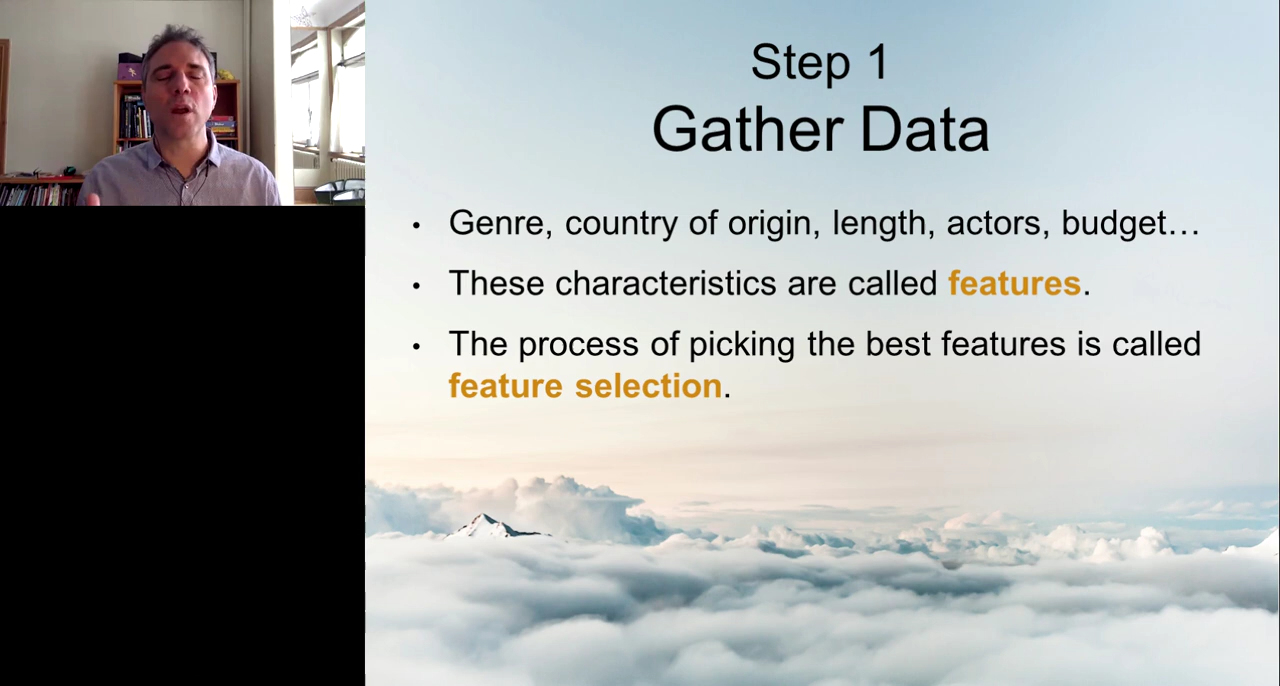 Step 1
Gather Data
• Genre, country of origin, length, actors, budget…
• These characteristics are called features.
• The process of picking the best features is called
feature selection.